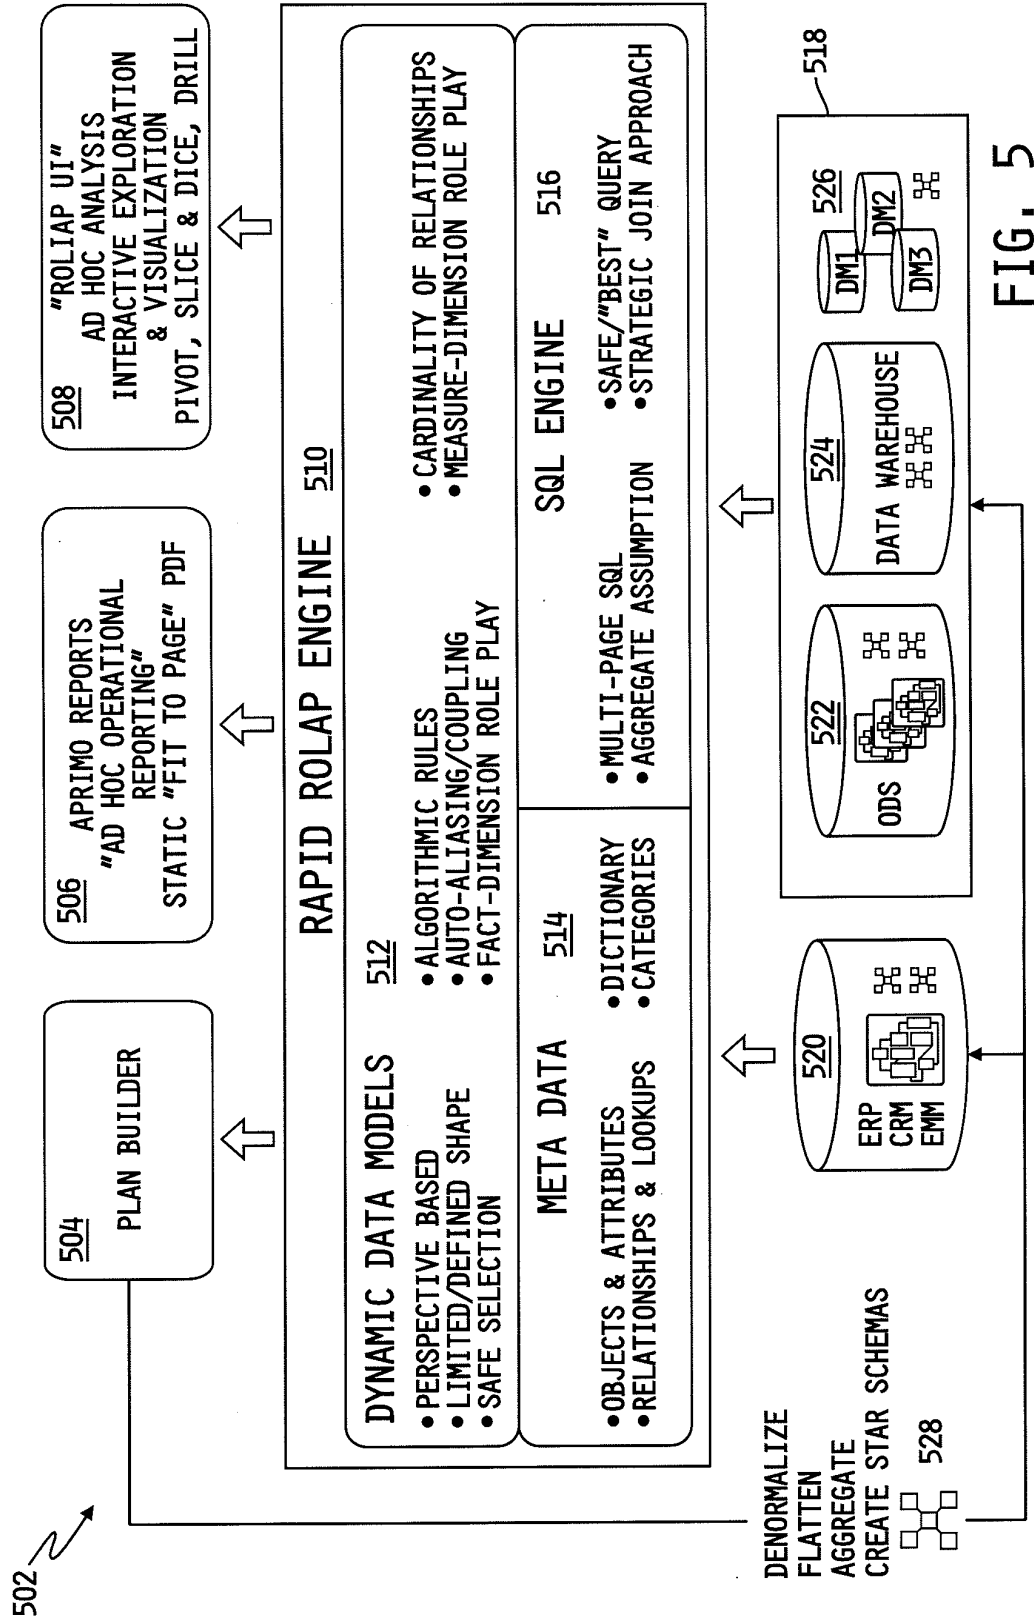 502
504
PLAN BUILDER
506
APRIMO REPORTS
"AD HOC OPERATIONAL
REPORTING"
STATIC "FIT TO PAGE" PDF
508
"ROLIAP UI"
AD HOC ANALYSIS
INTERACTIVE EXPLORATION
& VISUALIZATION
PIVOT, SLICE & DICE, DRILL
RAPID ROLAP ENGINE 510
DYNAMIC DATA MODELS 512
•PERSPECTIVE BASED
•LIMITED/DEFINED SHAPE
•SAFE SELECTION
•ALGORITHMIC RULES
•AUTO-ALIASING/COUPLING
•FACT-DIMENSION ROLE PLAY
•CARDINALITY OF RELATIONSHIPS
•MEASURE-DIMENSION ROLE PLAY
META DATA 514
•OBJECTS & ATTRIBUTES
•RELATIONSHIPS & LOOKUPS
•DICTIONARY
•CATEGORIES
SQL ENGINE 516
•MULTI-PAGE SQL
•AGGREGATE ASSUMPTION
•SAFE/"BEST" QUERY
•STRATEGIC JOIN APPROACH
DENORMALIZE
FLATTEN
AGGREGATE
CREATE STAR SCHEMAS
528
520
ERP
CRM
EMM
518
522
ODS
524
DATA WAREHOUSE
526
DM1
DM2
DM3
FIG. 5